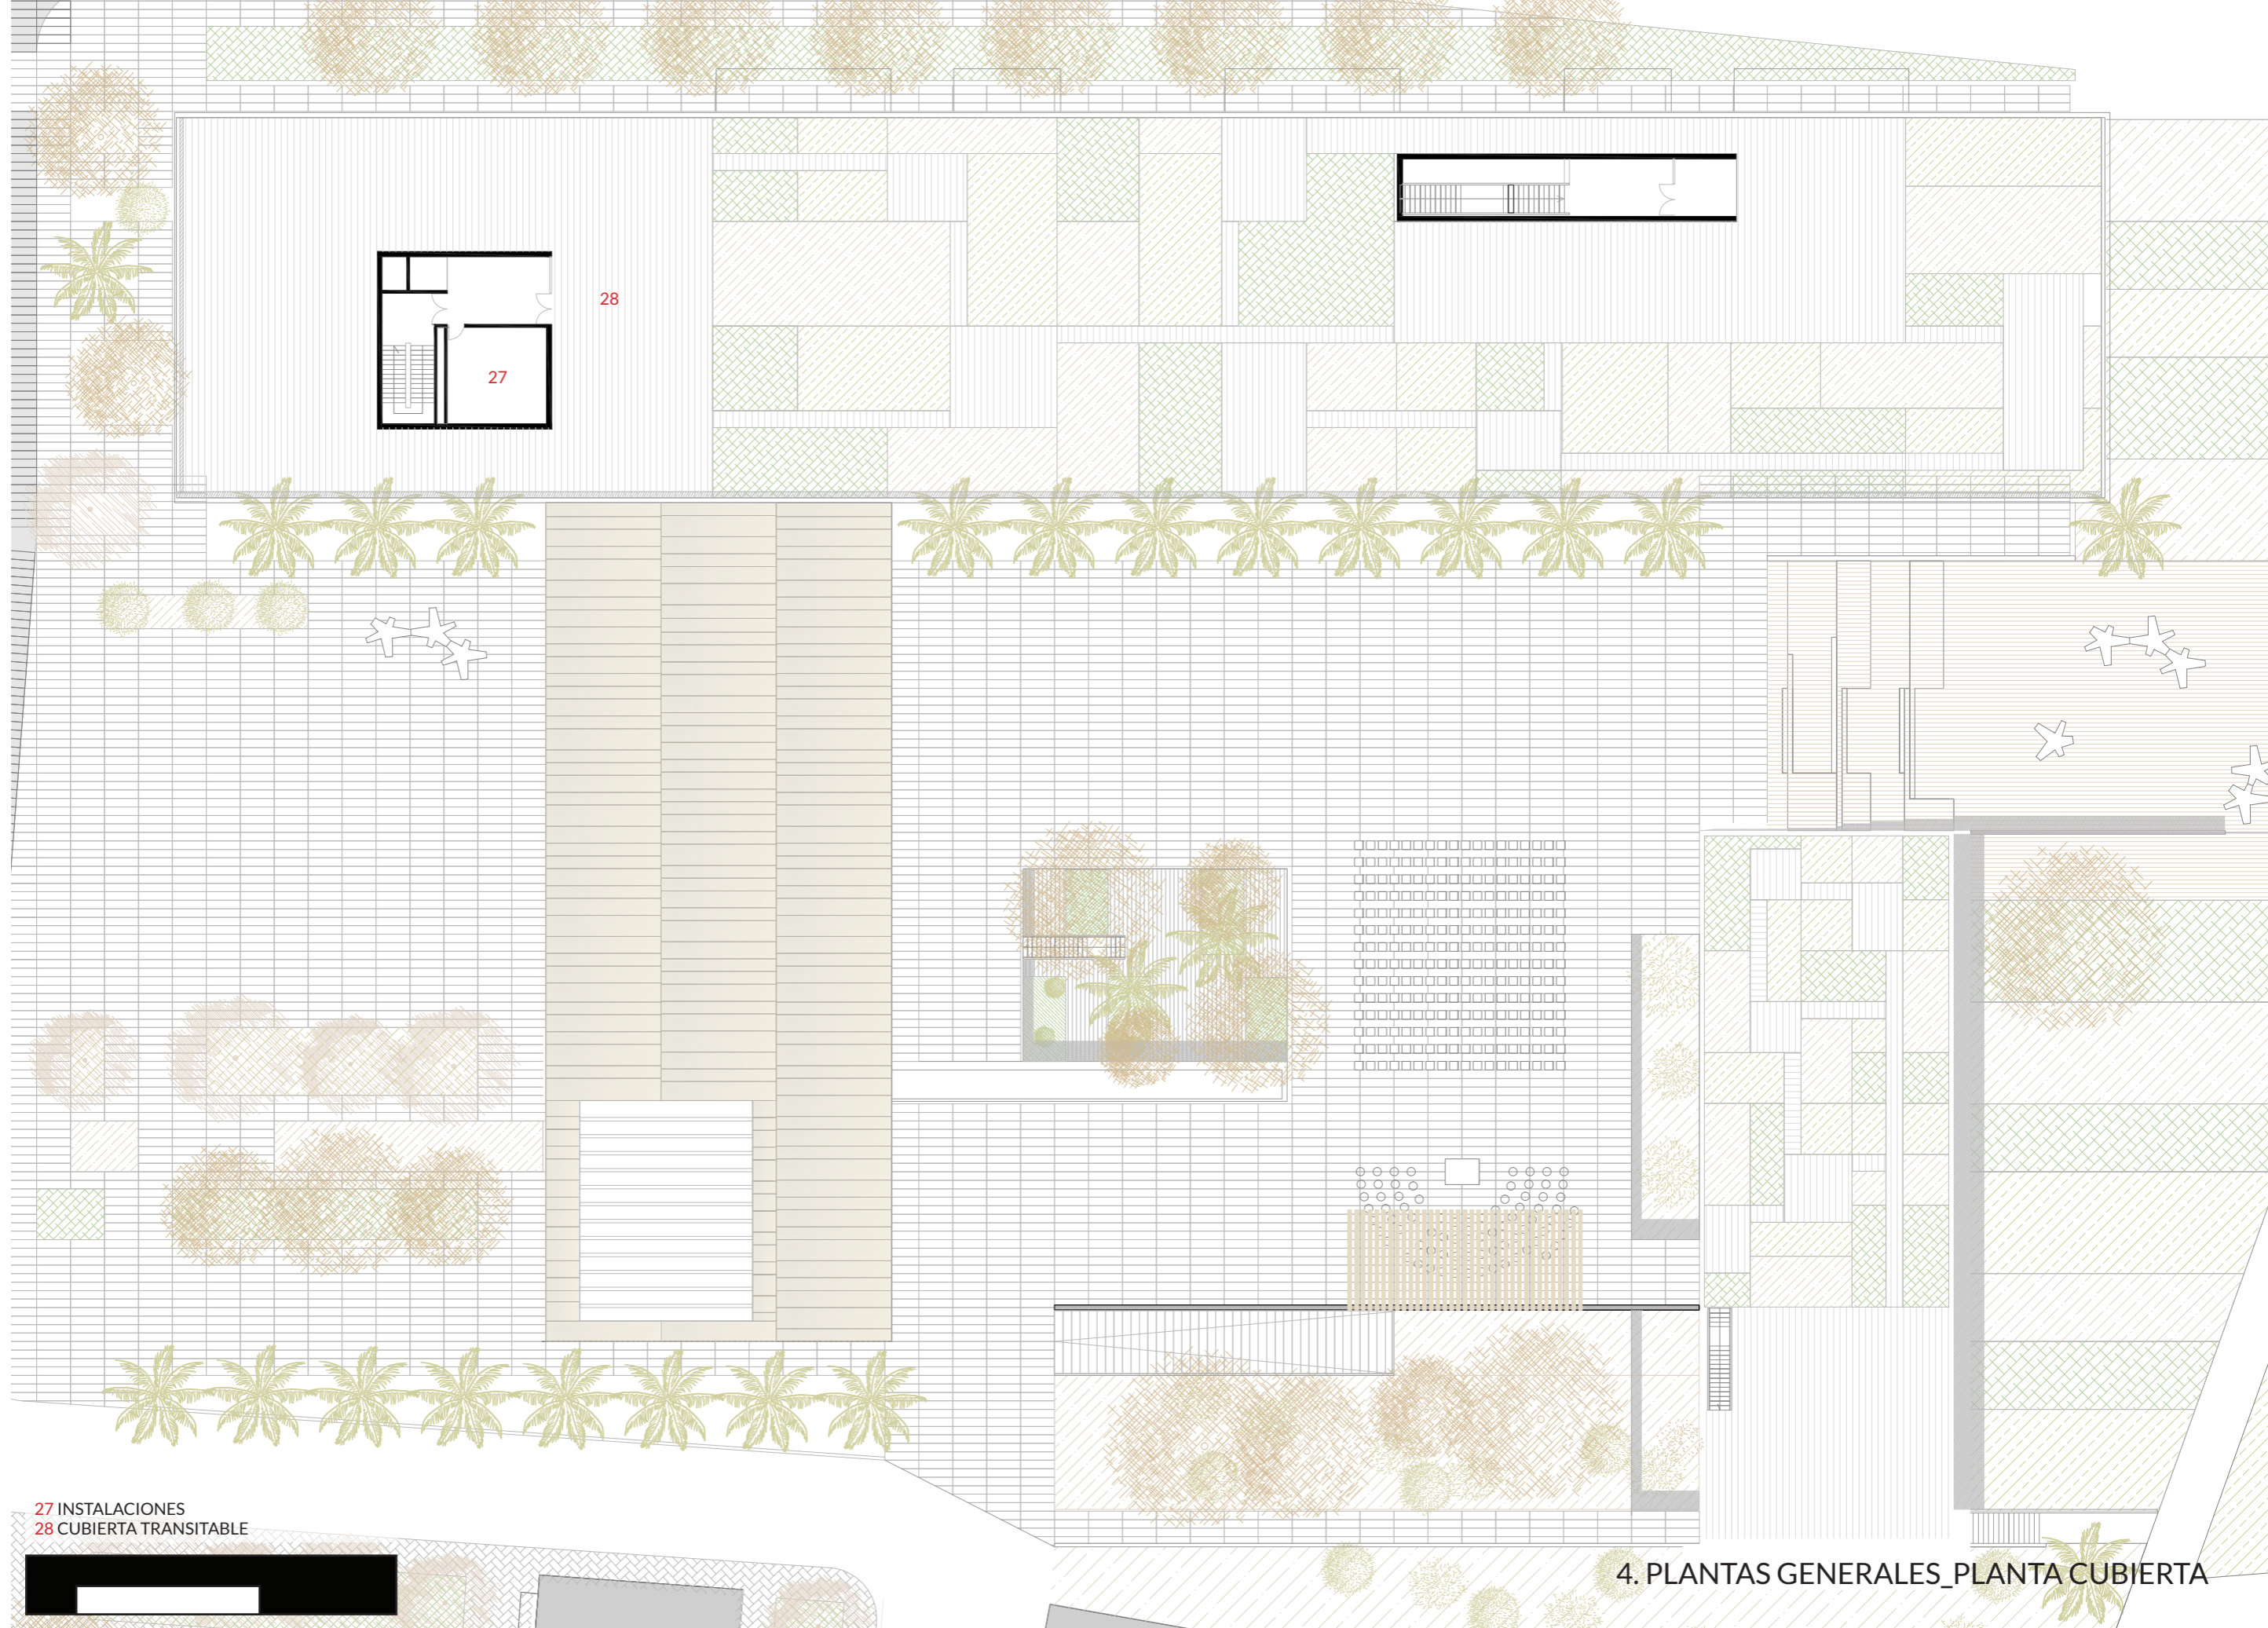 28
27
27 INSTALACIONES
28 CUBIERTA TRANSITABLE
4. PLANTAS GENERALES_PLANTA CUBIERTA